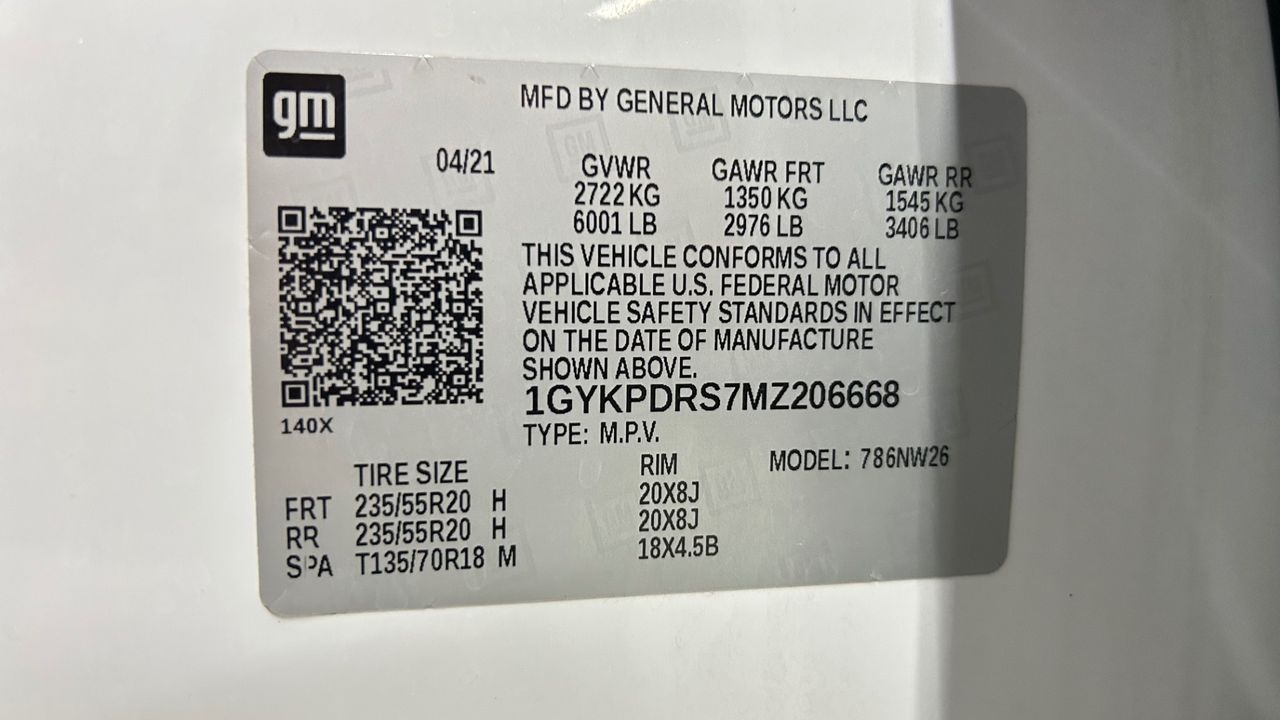 gm
MFD BY GENERAL MOTORS LLC
04/21
GVWR GAWR FRT GAWR RR
2722 KG 1350 KG 1545 KG
6001 LB 2976 LB 3406 LB
THIS VEHICLE CONFORMS TO ALL
APPLICABLE U.S. FEDERAL MOTOR
VEHICLE SAFETY STANDARDS IN EFFECT
ON THE DATE OF MANUFACTURE
SHOWN ABOVE.
1GYKPDRS7MZ206668
140X
TYPE: M.P.V.
TIRE SIZE RIM MODEL: 786NW26
FRT 235/55R20 H 20X8J
RR 235/55R20 H 20X8J
SPA T135/70R18 M 18X4.5B